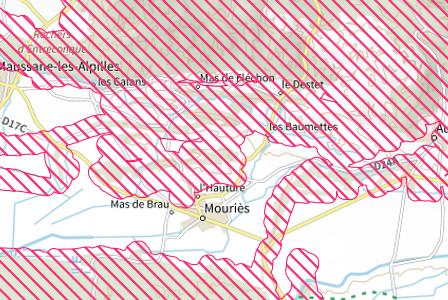 Rochers
d'Entreconque
Maussane-les-Alpilles
les Calans
Mas de Fléchon
le Destet
D17C
les Baumettes
Au
D24A
l'Hauture
Mas de Brau
Mouriès